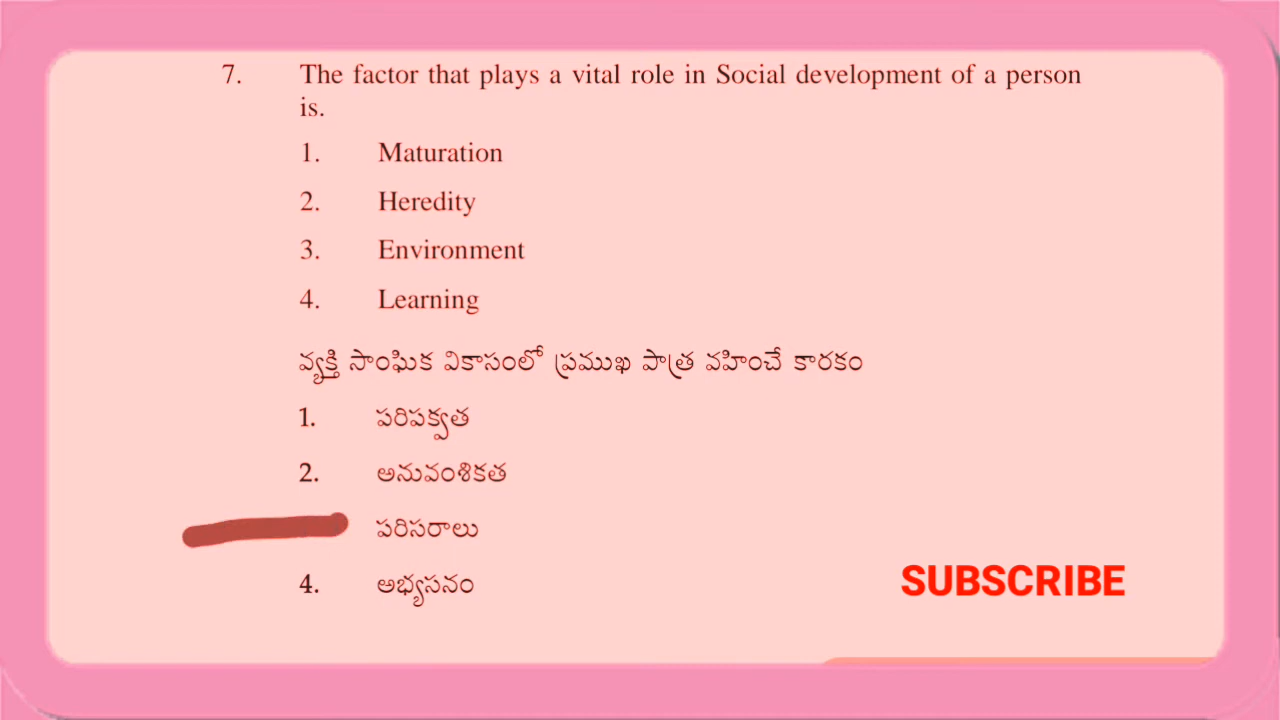 7. The factor that plays a vital role in Social development of a person
is.
1. Maturation
2. Heredity
3. Environment
4. Learning
వ్యక్తి సాంఘిక వికాసంలో ప్రముఖ పాత్ర వహించే కారకం
1. పరిపక్వత
2. అనువంశికత
పరిసరాలు
4. అభ్యసనం
SUBSCRIBE